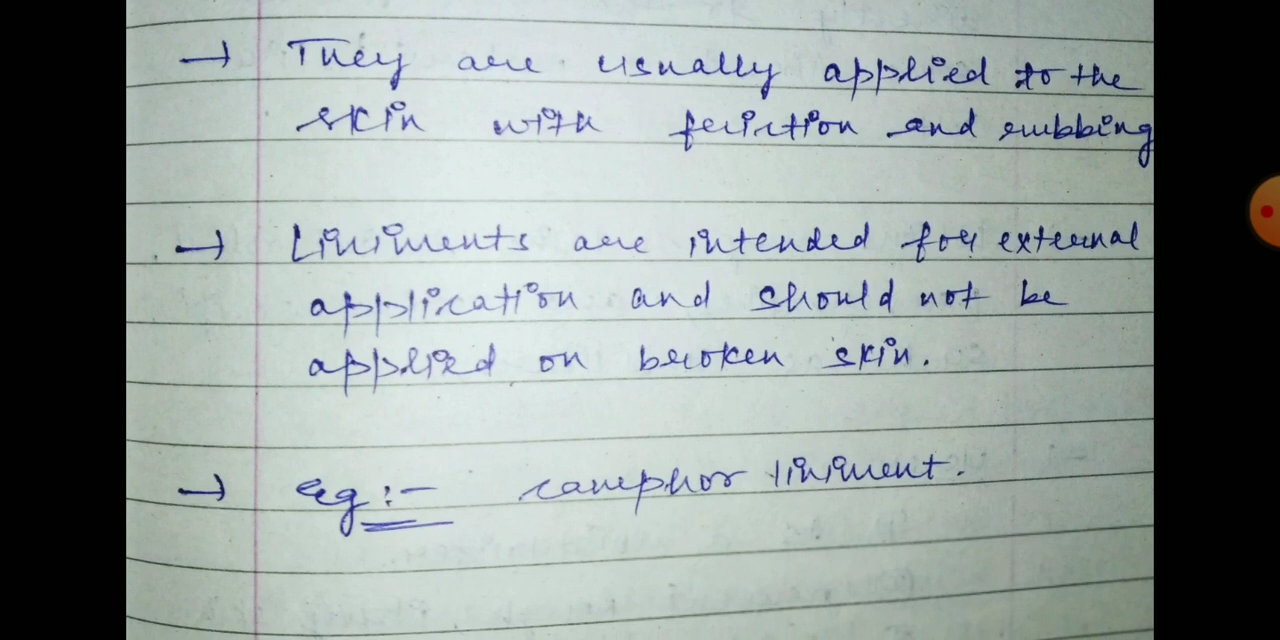 → They are usually applied to the
skin with friction and rubbing
→ Liniments are intended for external
application and should not be
applied on broken skin.
→ eg :- camphor liniment.